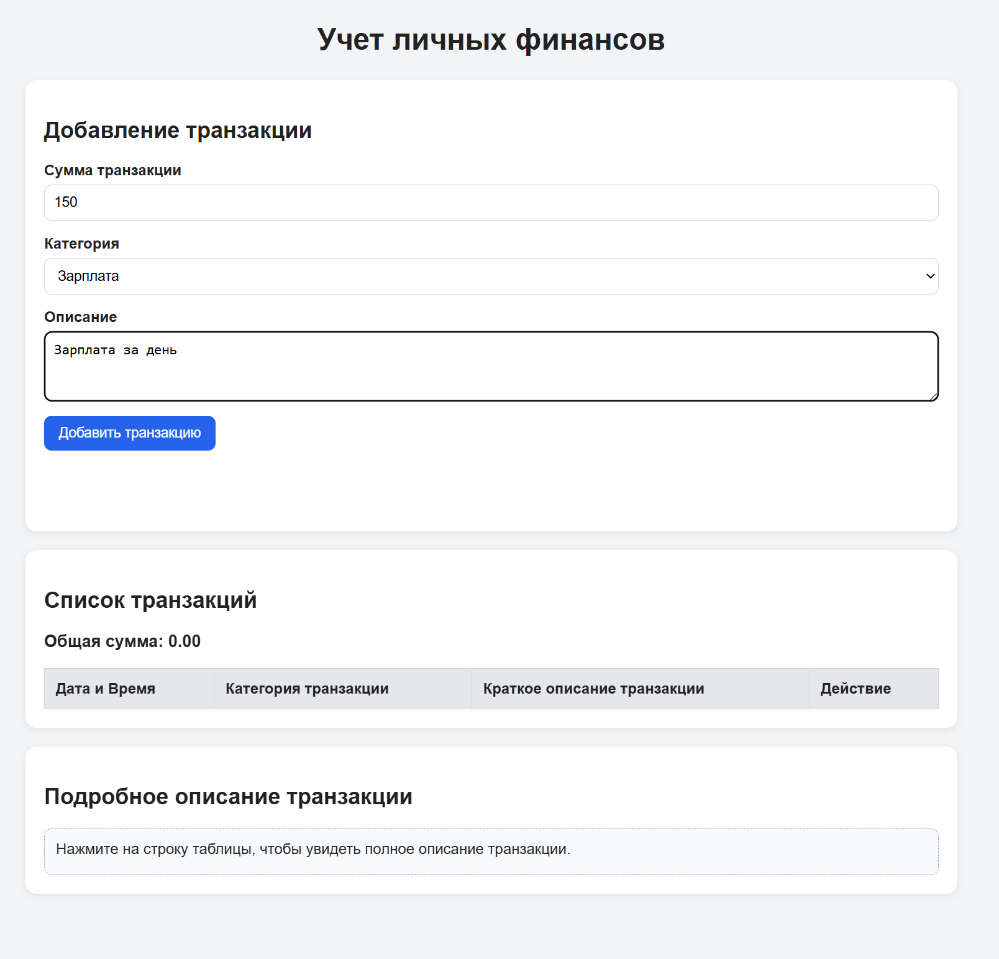 Учет личных финансов
Добавление транзакции
Сумма транзакции
150
Категория
Зарплата
Описание
Зарплата за день
Добавить транзакцию
Список транзакций
Общая сумма: 0.00
Дата и Время Категория транзакции Краткое описание транзакции Действие
Подробное описание транзакции
Нажмите на строку таблицы, чтобы увидеть полное описание транзакции.